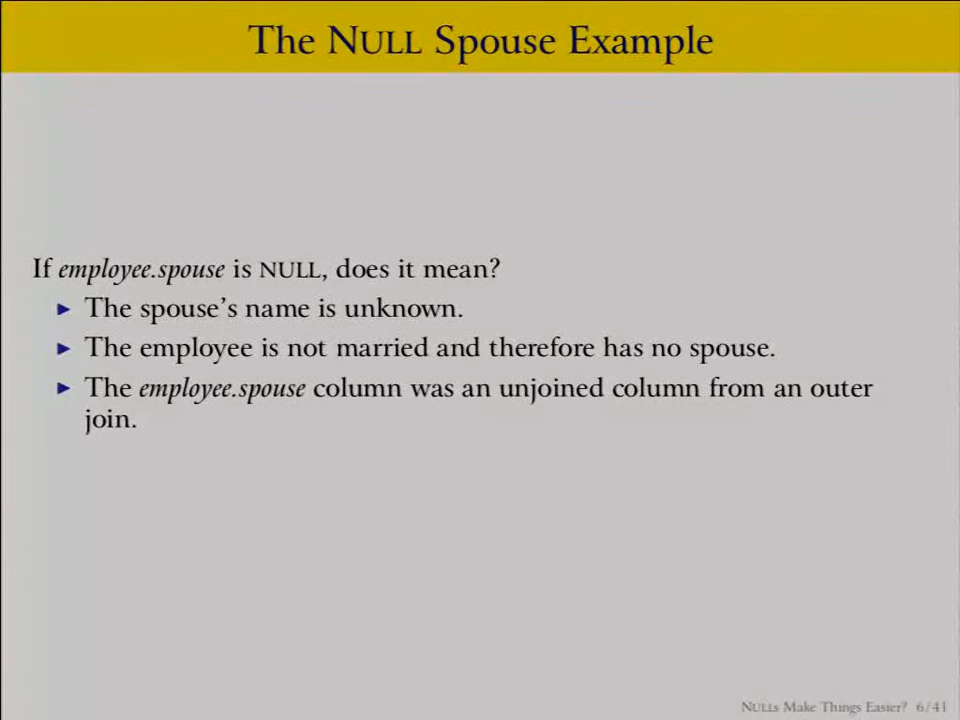 The NULL Spouse Example
If employee.spouse is NULL, does it mean?
▶ The spouse's name is unknown.
▶ The employee is not married and therefore has no spouse.
▶ The employee.spouse column was an unjoined column from an outer
join.
NULLs Make Things Easier? 6/41